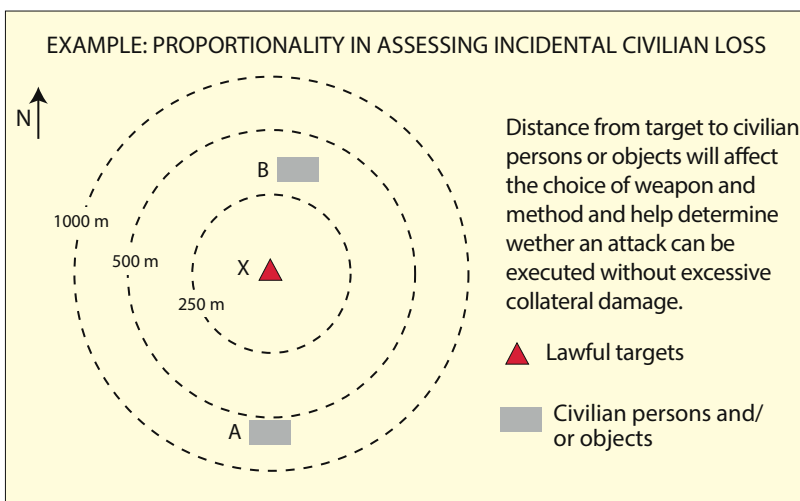 EXAMPLE: PROPORTIONALITY IN ASSESSING INCIDENTAL CIVILIAN LOSS
N
B
1000 m
500 m
X
250 m
A
Distance from target to civilian
persons or objects will affect
the choice of weapon and
method and help determine
wether an attack can be
executed without excessive
collateral damage.
Lawful targets
Civilian persons and/
or objects